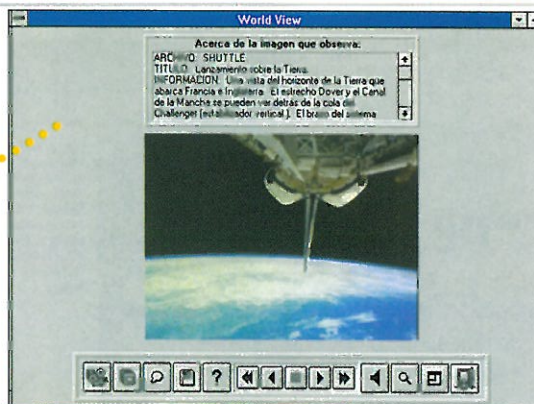 World View
Acerca de la imagen que observa:
ARCHIVO: SHUTTLE
TITULO: Lanzamiento sobre la Tierra.
INFORMACION: Una vista del horizonte de la Tierra que
abarca Francia e Inglaterra. El estrecho Dover y el Canal
de la Mancha se pueden ver detrás de la cola del
Challenger (estabilizador vertical). El brazo del sistema
?